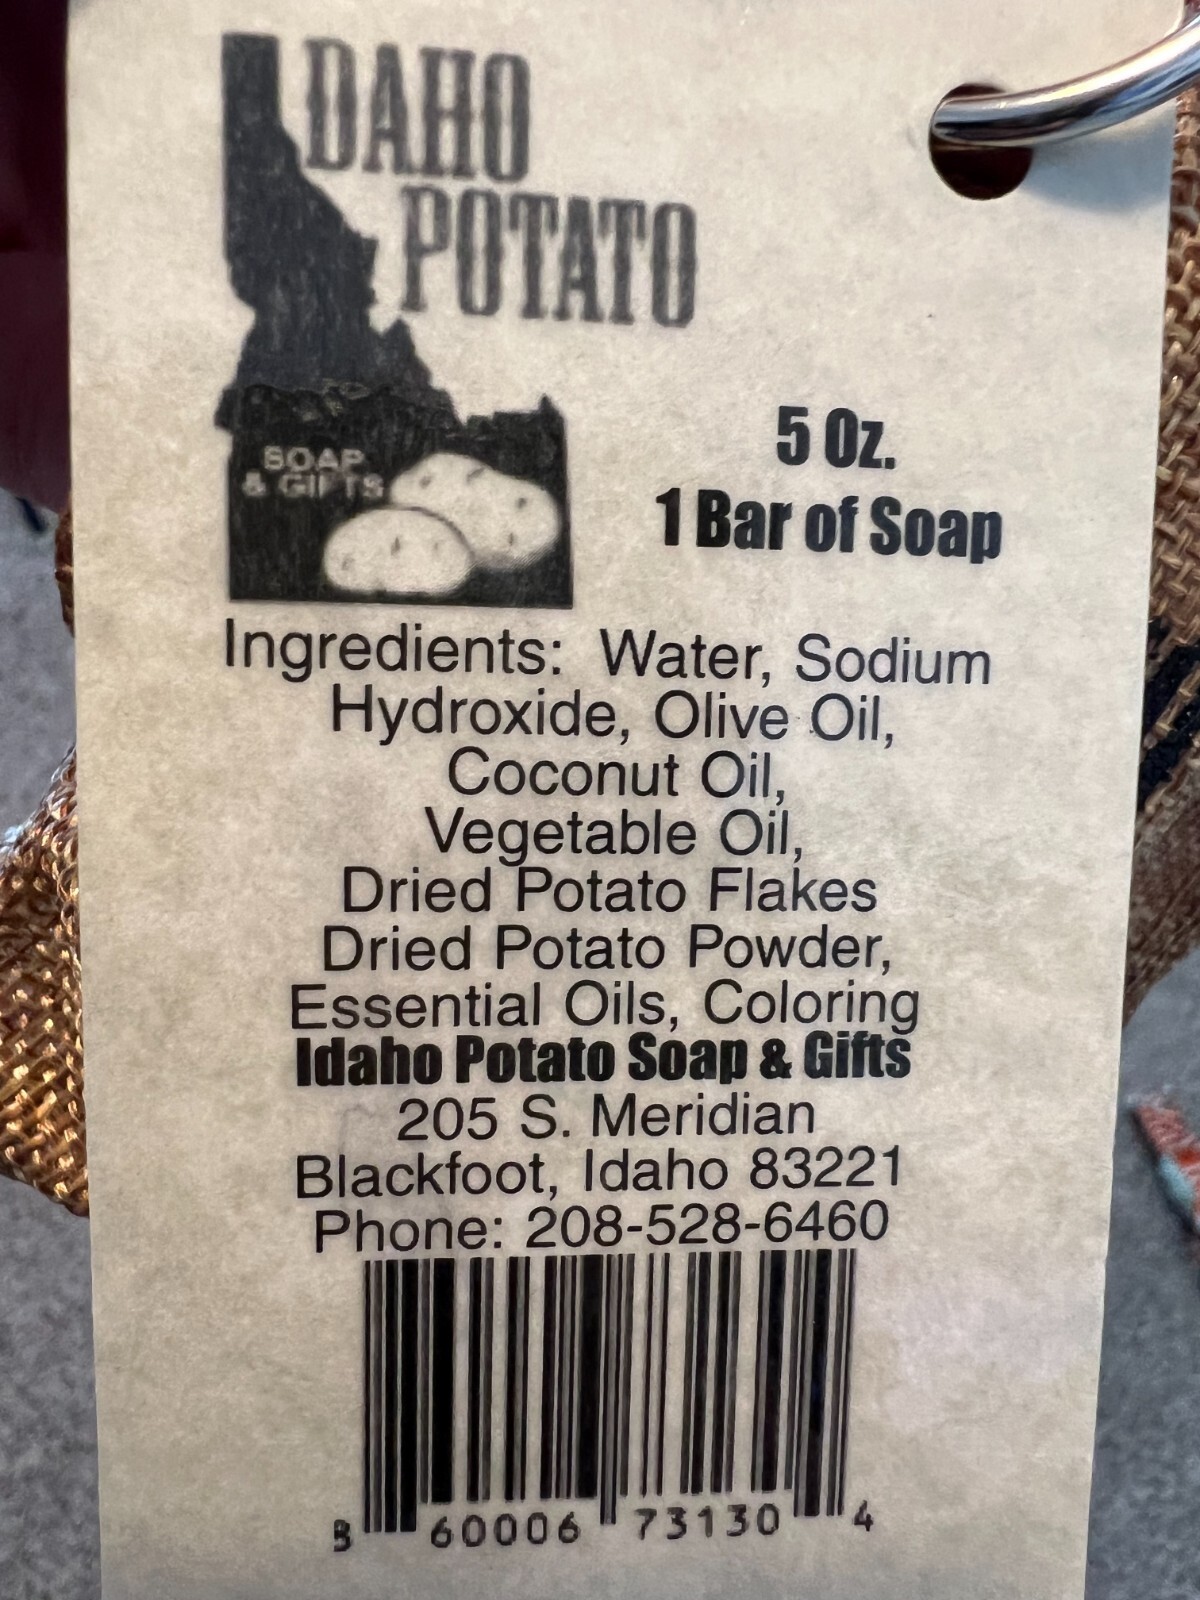 IDAHO
POTATO
SOAP
& GIFTS
5 Oz.
1 Bar of Soap
Ingredients: Water, Sodium
Hydroxide, Olive Oil,
Coconut Oil,
Vegetable Oil,
Dried Potato Flakes
Dried Potato Powder,
Essential Oils, Coloring
Idaho Potato Soap & Gifts
205 S. Meridian
Blackfoot, Idaho 83221
Phone: 208-528-6460
8 60006 73130 4